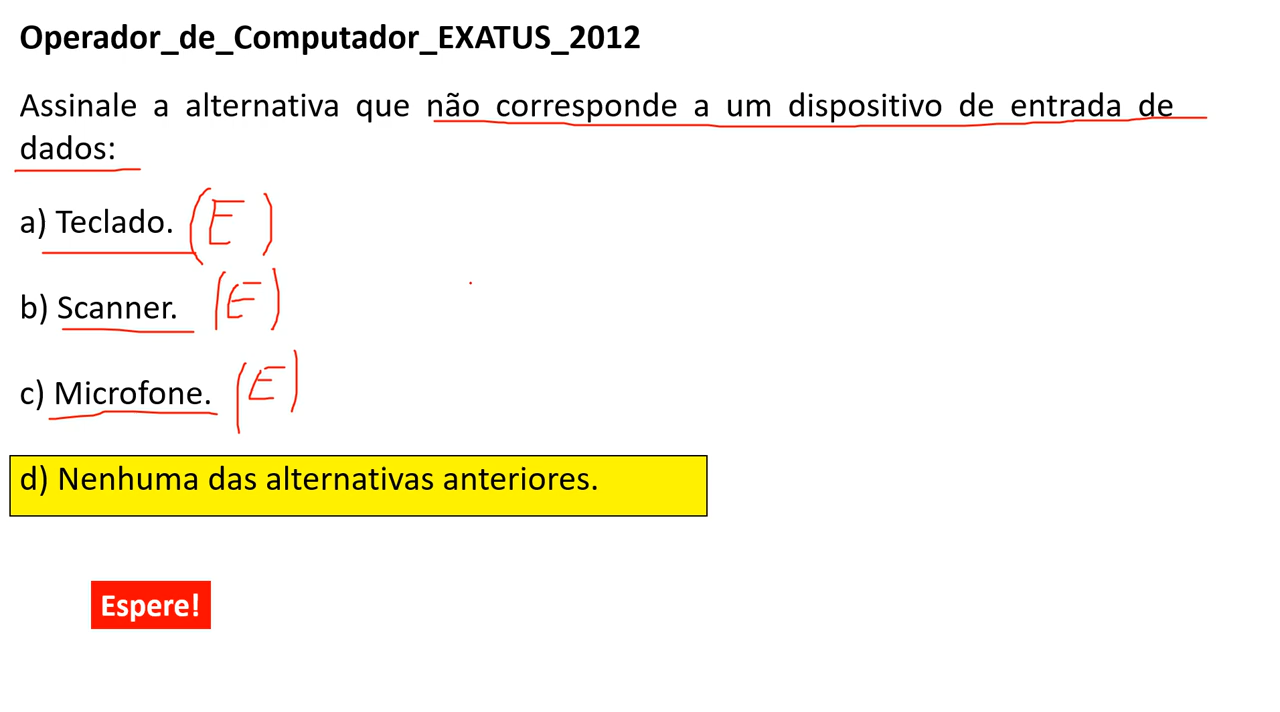 Operador_de_Computador_EXATUS_2012
Assinale a alternativa que não corresponde a um dispositivo de entrada de
dados:
a) Teclado. (E)
b) Scanner. (E)
c) Microfone. (E)
d) Nenhuma das alternativas anteriores.
Espere!